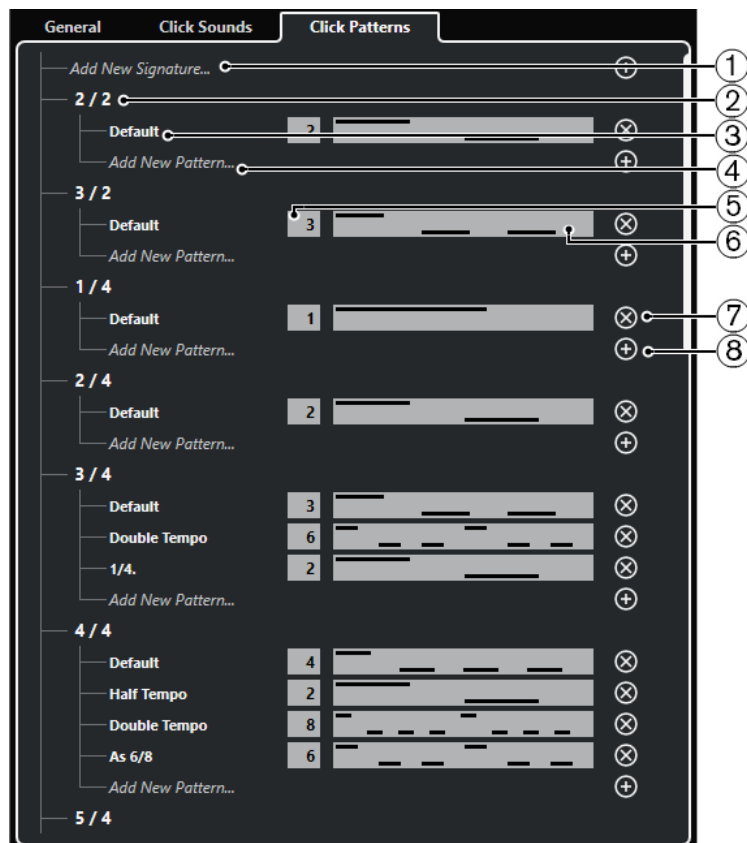 General Click Sounds Click Patterns
Add New Signature... 1
2 / 2 2
Default 2 3
Add New Pattern... 4
3 / 2
5
Default 3
6
Add New Pattern...
1 / 4
Default 1 7
Add New Pattern... 8
2 / 4
Default 2
Add New Pattern...
3 / 4
Default 3
Double Tempo 6
1/4. 2
Add New Pattern...
4 / 4
Default 4
Half Tempo 2
Double Tempo 8
As 6/8 6
Add New Pattern...
5 / 4